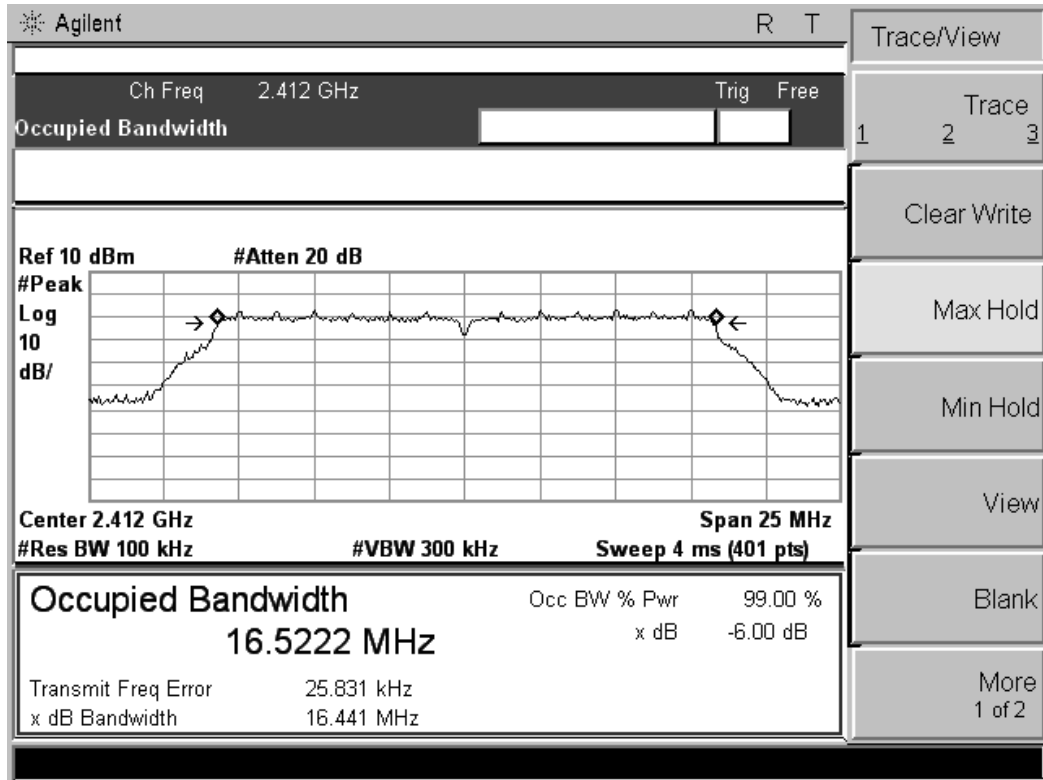 Agilent R T
Ch Freq 2.412 GHz Trig Free
Occupied Bandwidth
Ref 10 dBm #Atten 20 dB
#Peak
Log
10
dB/
Center 2.412 GHz Span 25 MHz
#Res BW 100 kHz #VBW 300 kHz Sweep 4 ms (401 pts)
Occupied Bandwidth
16.5222 MHz
Occ BW % Pwr 99.00 %
x dB -6.00 dB
Transmit Freq Error 25.831 kHz
x dB Bandwidth 16.441 MHz
Trace/View
Trace
1 2 3
Clear Write
Max Hold
Min Hold
View
Blank
More
1 of 2